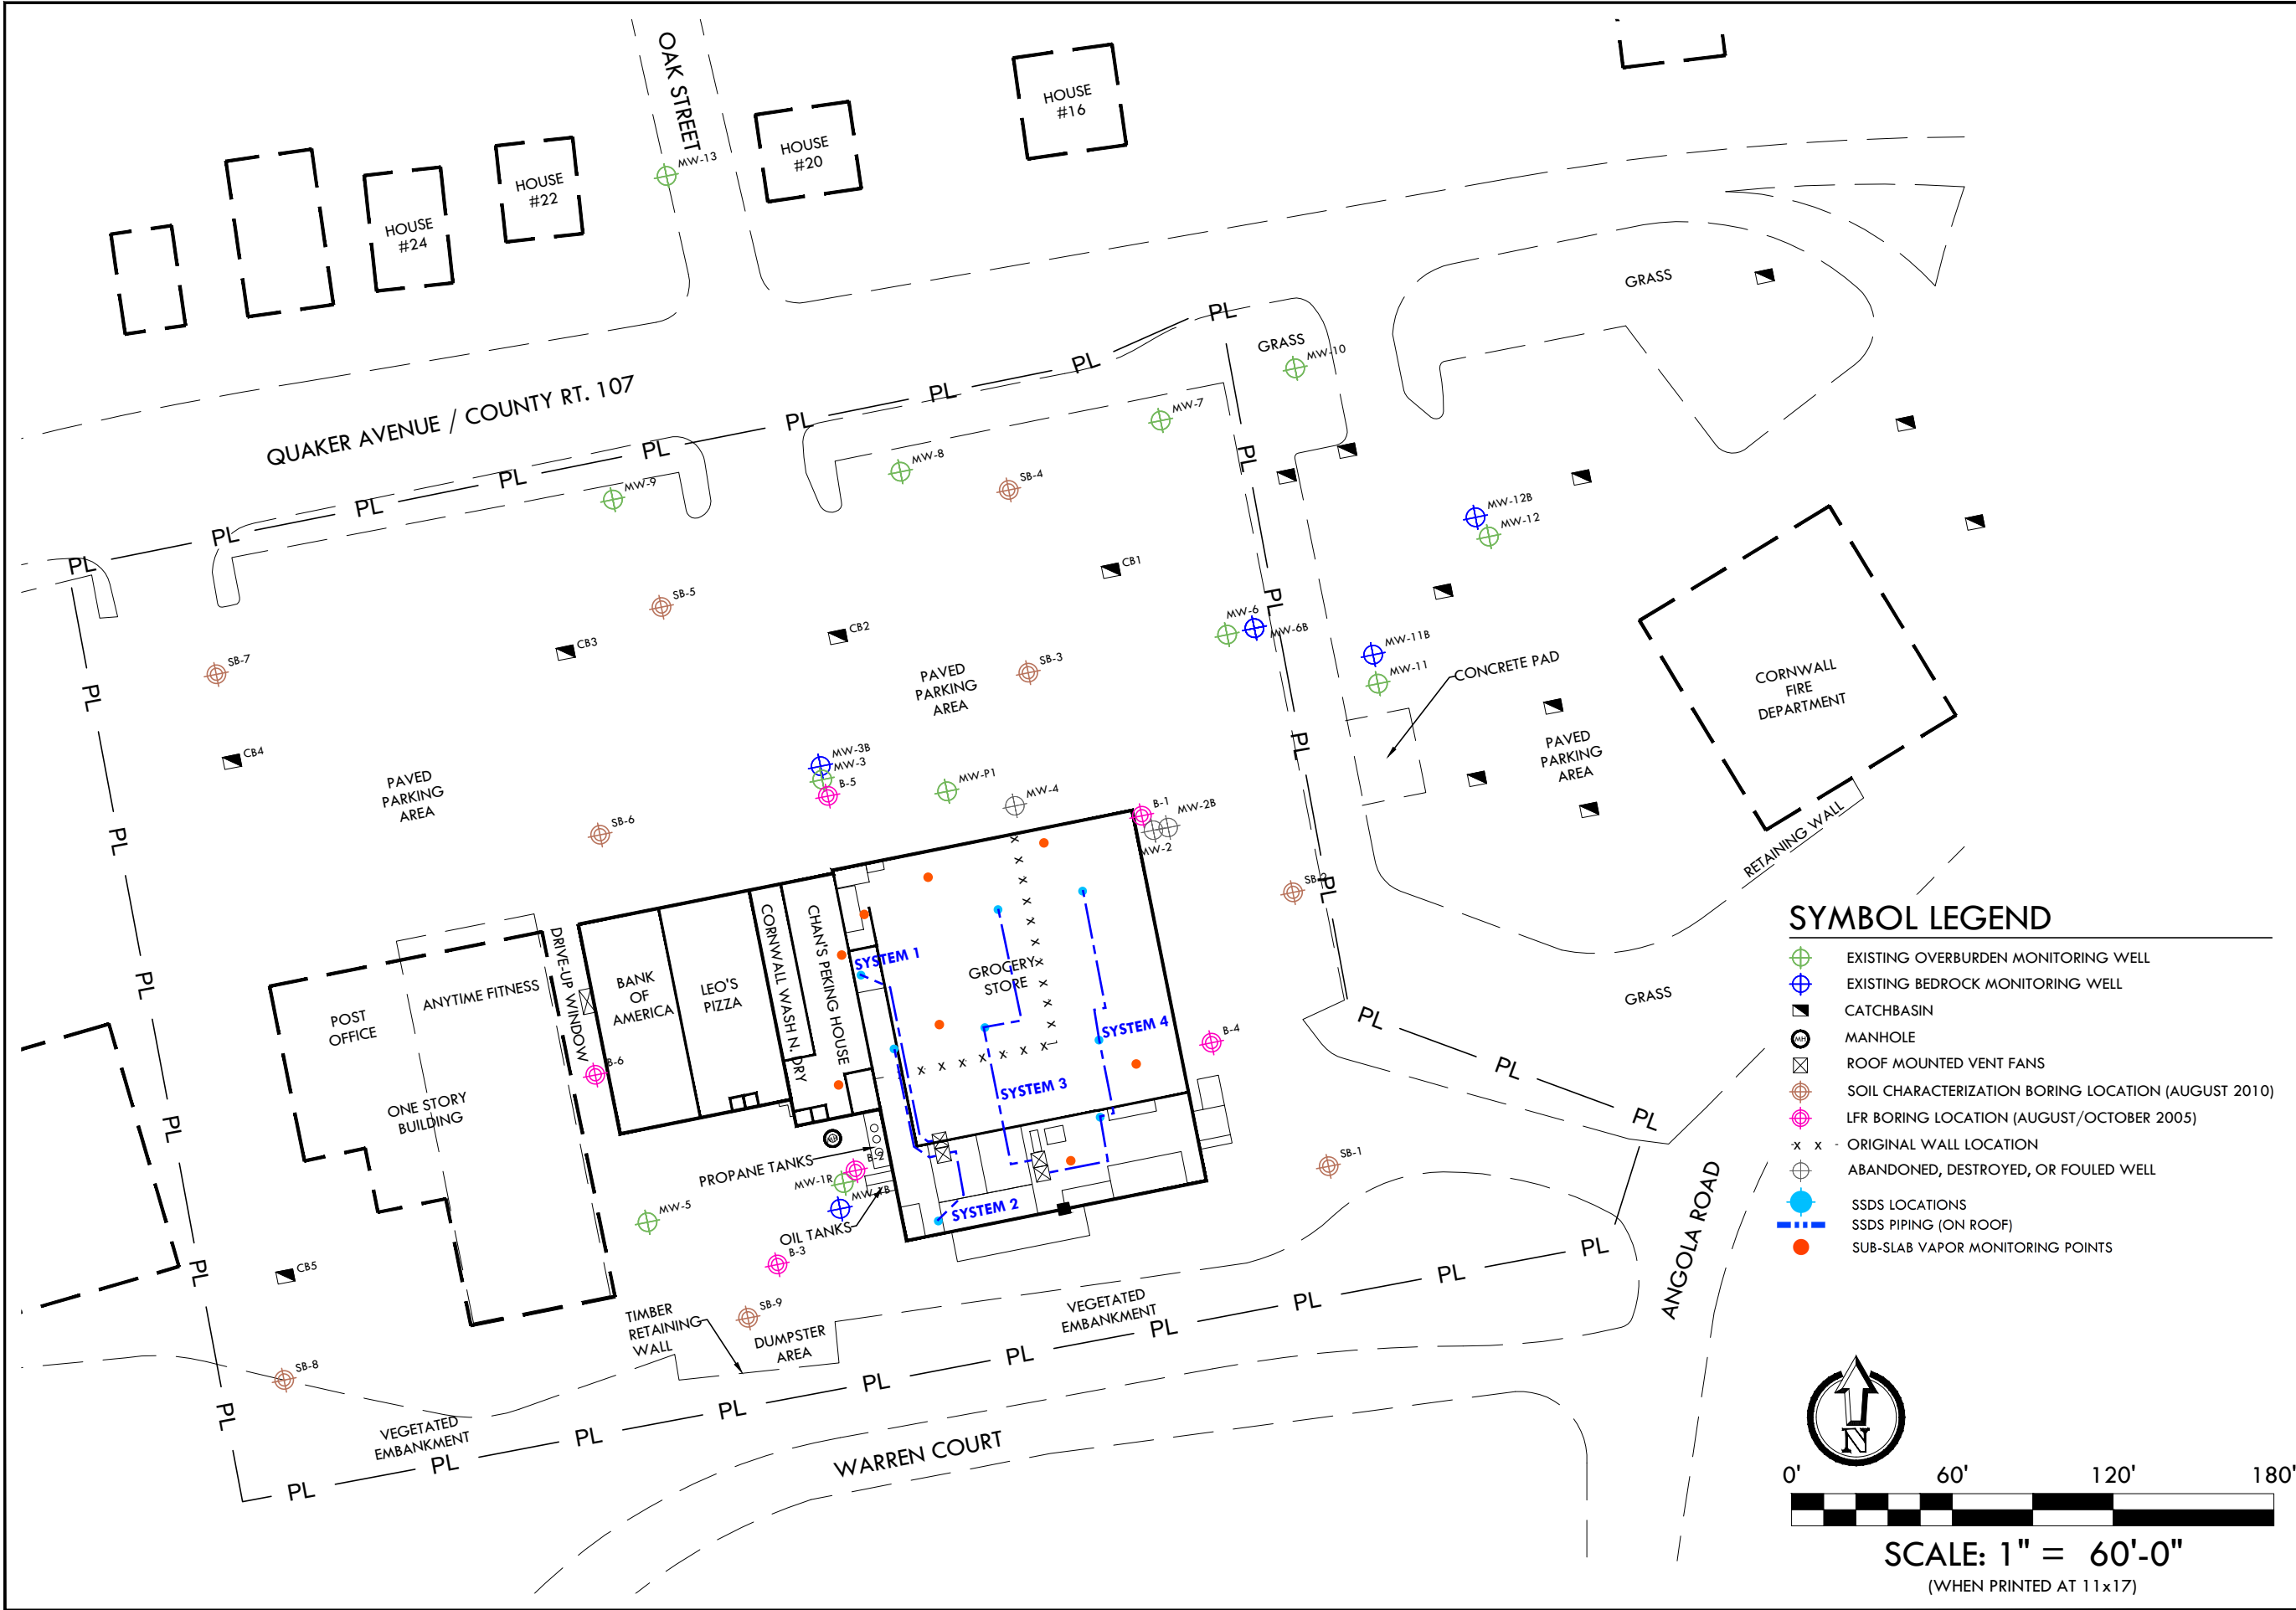 OAK STREET
HOUSE
#16
HOUSE
#20
HOUSE
#22
HOUSE
#24
MW-13
QUAKER AVENUE / COUNTY RT. 107
PL
PL
PL
PL
PL
PL
PL
PL
PL
GRASS
MW-10
GRASS
MW-7
MW-8
SB-4
MW-9
PL
MW-12B
MW-12
CB1
SB-5
CB2
CB3
MW-6
MW-6B
PL
MW-11B
MW-11
CONCRETE PAD
CORNWALL
FIRE
DEPARTMENT
SB-7
SB-3
PAVED
PARKING
AREA
PL
PL
CB4
MW-3B
MW-3
B-5
MW-P1
MW-4
B-1
MW-2B
MW-2
PAVED
PARKING
AREA
PAVED
PARKING
AREA
RETAINING WALL
SB-6
PL
SB-2
PL
PL
DRIVE-UP WINDOW
BANK
OF
AMERICA
LEO'S
PIZZA
CORNWALL WASH N. DRY
CHAN'S PEKING HOUSE
SYSTEM 1
GROCERY
STORE
SYSTEM 4
SYSTEM 3
SYSTEM 2
POST
OFFICE
ANYTIME FITNESS
ONE STORY
BUILDING
B-6
B-4
GRASS
PL
PL
PL
PL
MH
PROPANE TANKS
B-2
MW-1R
MW-1B
OIL TANKS
MW-5
B-3
SB-1
CB5
PL
SB-9
TIMBER
RETAINING
WALL
DUMPSTER
AREA
VEGETATED
EMBANKMENT
SB-8
PL
VEGETATED
EMBANKMENT
PL
PL
PL
PL
PL
PL
PL
PL
PL
PL
WARREN COURT
ANGOLA ROAD
SYMBOL LEGEND
EXISTING OVERBURDEN MONITORING WELL
EXISTING BEDROCK MONITORING WELL
CATCHBASIN
MH MANHOLE
ROOF MOUNTED VENT FANS
SOIL CHARACTERIZATION BORING LOCATION (AUGUST 2010)
LFR BORING LOCATION (AUGUST/OCTOBER 2005)
x x - ORIGINAL WALL LOCATION
ABANDONED, DESTROYED, OR FOULED WELL
SSDS LOCATIONS
SSDS PIPING (ON ROOF)
SUB-SLAB VAPOR MONITORING POINTS
N
0' 60' 120' 180'
SCALE: 1" = 60'-0"
(WHEN PRINTED AT 11x17)